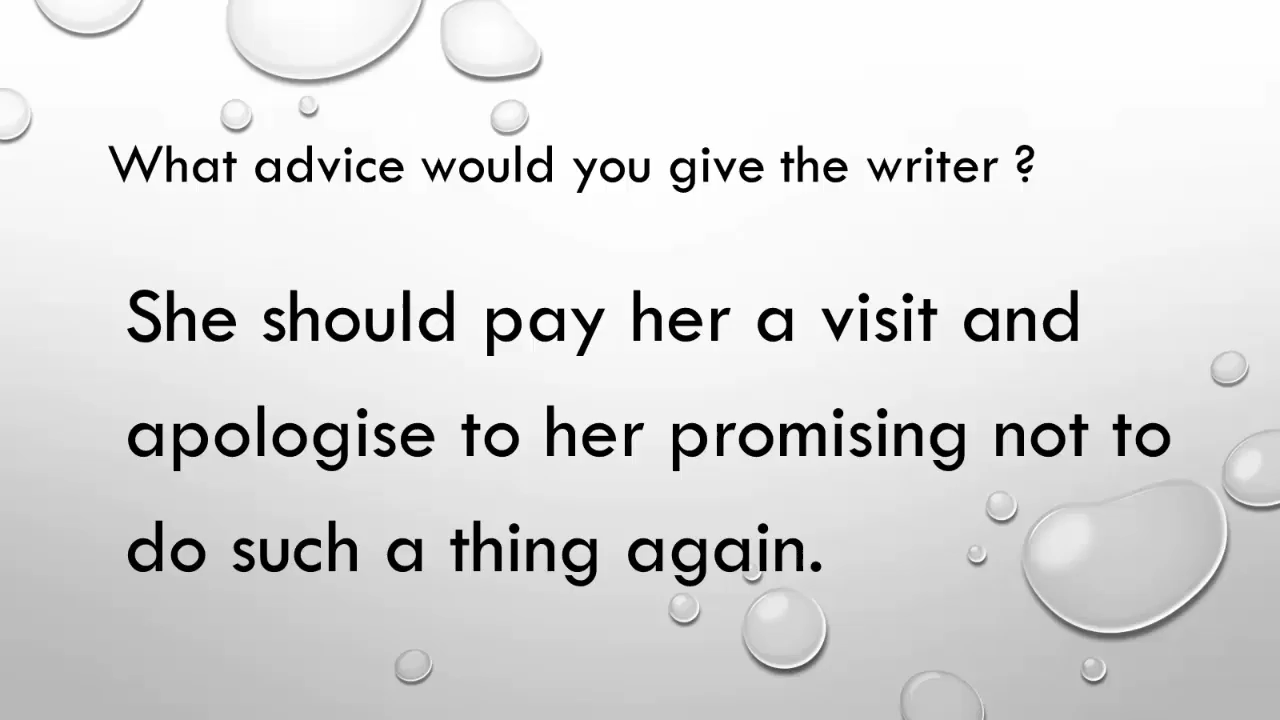 What advice would you give the writer ?
She should pay her a visit and
apologise to her promising not to
do such a thing again.